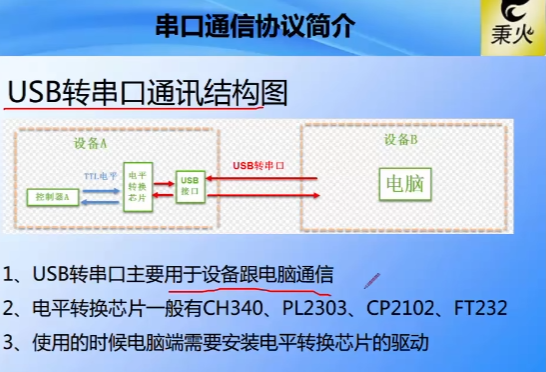 串口通信协议简介
秉火
USB转串口通讯结构图
设备A
设备B
TTL电平
电平
转换
芯片
USB
接口
控制器A
USB转串口
电脑
1、USB转串口主要用于设备跟电脑通信
2、电平转换芯片一般有CH340、PL2303、CP2102、FT232
3、使用的时候电脑端需要安装电平转换芯片的驱动